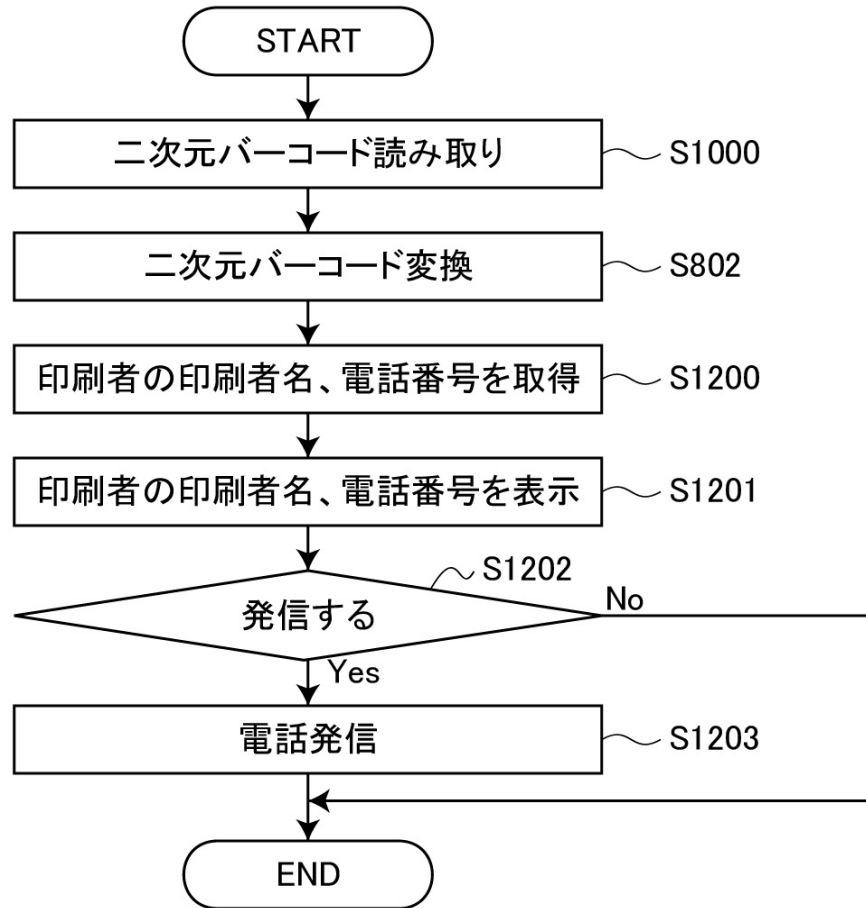 START
二次元バーコード読み取り
S1000
二次元バーコード変換
S802
印刷者の印刷者名、電話番号を取得
S1200
印刷者の印刷者名、電話番号を表示
S1201
S1202
発信する
No
Yes
電話発信
S1203
END